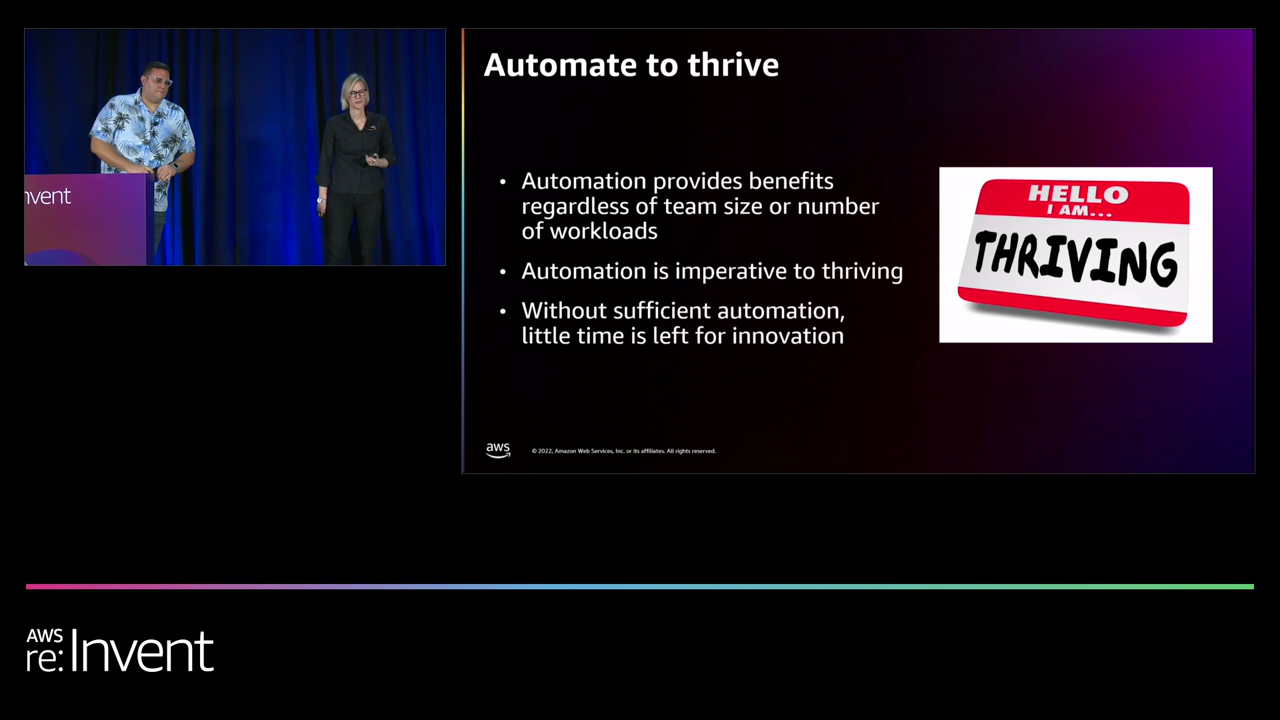 nvent
Automate to thrive
• Automation provides benefits
regardless of team size or number
of workloads
• Automation is imperative to thriving
• Without sufficient automation,
little time is left for innovation
HELLO
I AM...
THRIVING
aws
© 2022, Amazon Web Services, Inc. or its affiliates. All rights reserved.
AWS
re:Invent